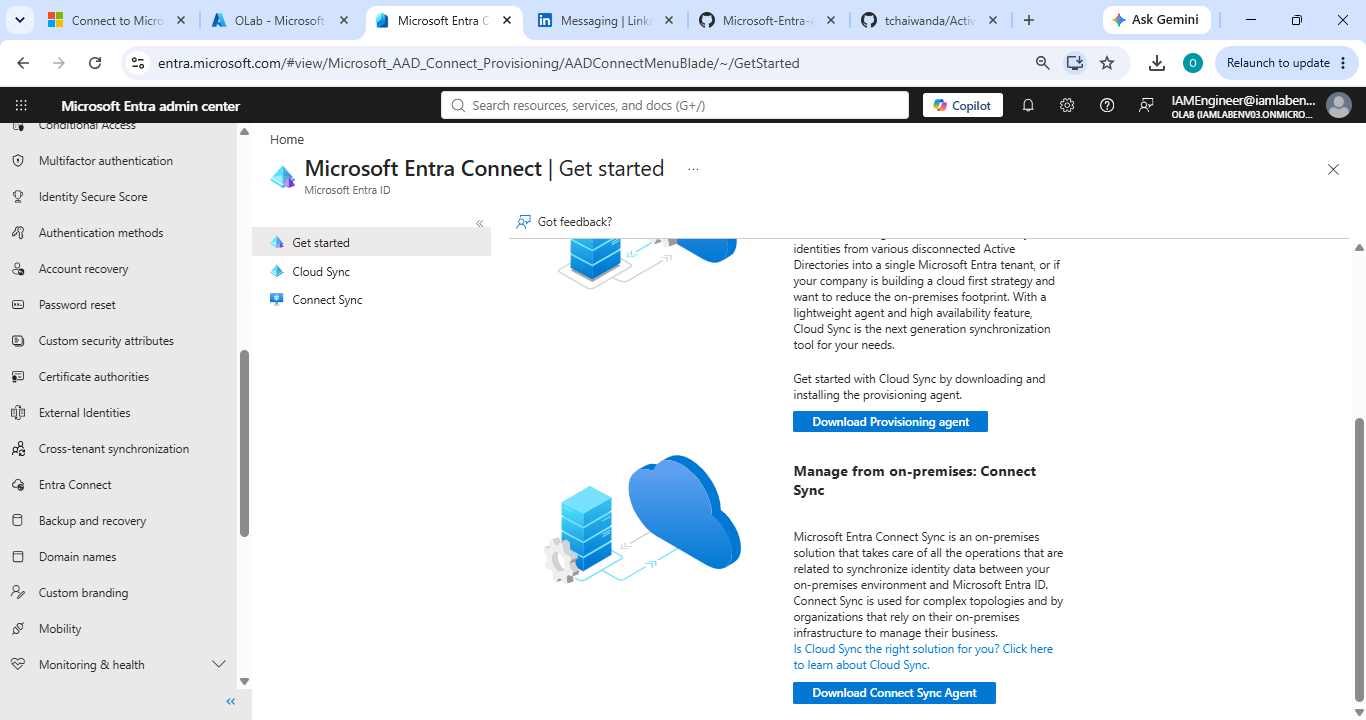 Connect to Micro
OLab - Microsoft
Microsoft Entra C
Messaging | Link
Microsoft-Entra-A
tchaiwanda/Activ
Ask Gemini
entra.microsoft.com/#view/Microsoft_AAD_Connect_Provisioning/AADConnectMenuBlade/~/GetStarted
O
Relaunch to update
Microsoft Entra admin center
Search resources, services, and docs (G+/)
Copilot
IAMEngineer@iamlaben...
OLAB (IAMLABENV03.ONMICRO...
Conditional Access
Multifactor authentication
Identity Secure Score
Authentication methods
Account recovery
Password reset
Custom security attributes
Certificate authorities
External Identities
Cross-tenant synchronization
Entra Connect
Backup and recovery
Domain names
Custom branding
Mobility
Monitoring & health
Home
Microsoft Entra Connect | Get started
...
Microsoft Entra ID
Get started
Cloud Sync
Connect Sync
Got feedback?
identities from various disconnected Active
Directories into a single Microsoft Entra tenant, or if
your company is building a cloud first strategy and
want to reduce the on-premises footprint. With a
lightweight agent and high availability feature,
Cloud Sync is the next generation synchronization
tool for your needs.
Get started with Cloud Sync by downloading and
installing the provisioning agent.
Download Provisioning agent
Manage from on-premises: Connect
Sync
Microsoft Entra Connect Sync is an on-premises
solution that takes care of all the operations that are
related to synchronize identity data between your
on-premises environment and Microsoft Entra ID.
Connect Sync is used for complex topologies and by
organizations that rely on their on-premises
infrastructure to manage their business.
Is Cloud Sync the right solution for you? Click here
to learn about Cloud Sync.
Download Connect Sync Agent